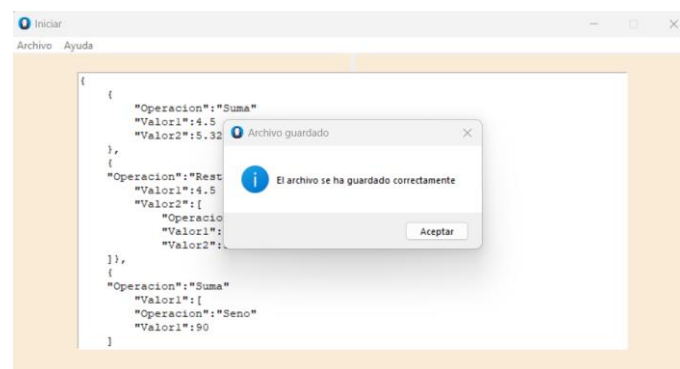 Iniciar
Archivo Ayuda
{
{
"Operacion":"Suma"
"Valor1":4.5
"Valor2":5.32
},
{
"Operacion":"Rest
"Valor1":4.5
"Valor2":[
"Operacio
"Valor1":
"Valor2":
]},
{
"Operacion":"Suma"
"Valor1":[
"Operacion":"Seno"
"Valor1":90
]
Archivo guardado
El archivo se ha guardado correctamente
Aceptar